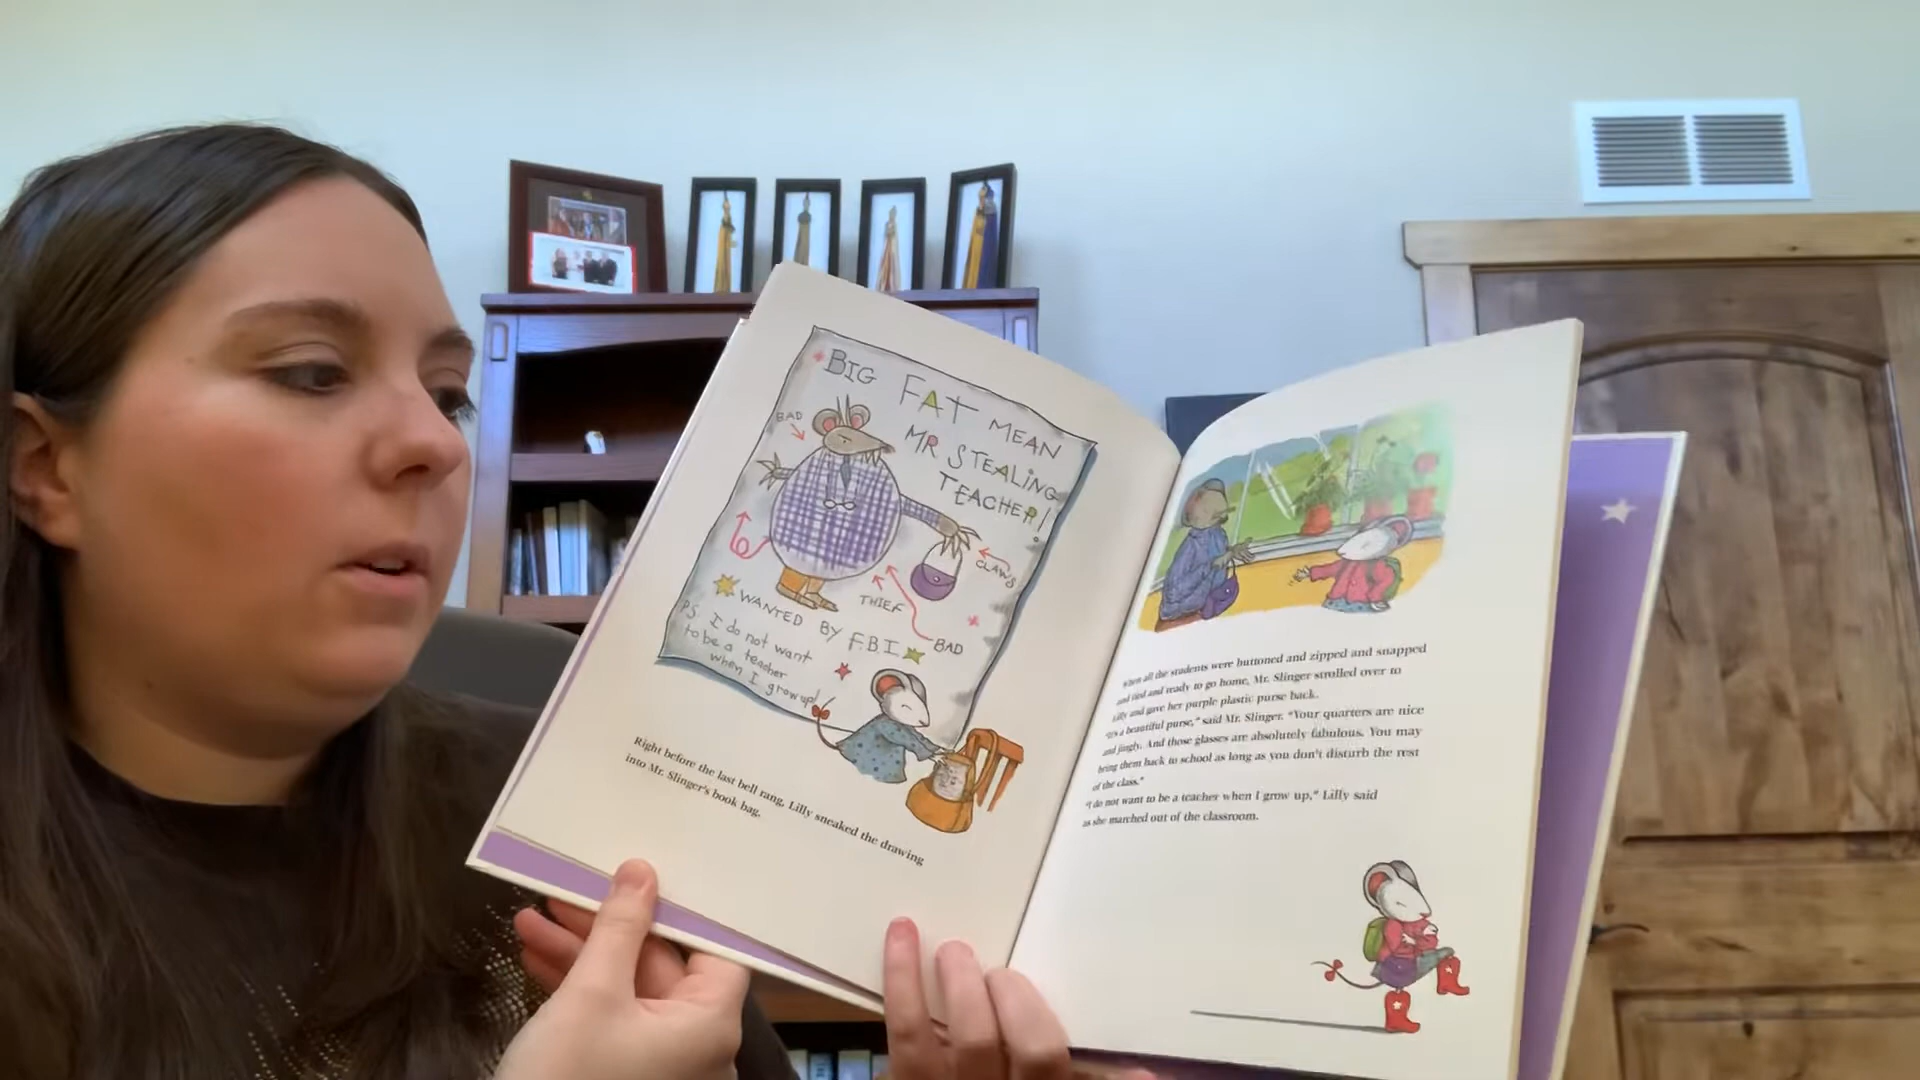 BIG FAT MEAN
MR STEALING
TEACHER!
BAD
CLAWS
THIEF
BAD
WANTED BY F.B.I.
P.S. I do not want
to be a teacher
when I grow up!
Right before the last bell rang, Lilly sneaked the drawing
into Mr. Slinger's book bag.
When all the students were buttoned and zipped and snapped
and tied and ready to go home, Mr. Slinger strolled over to
Lilly and gave her purple plastic purse back.
"It's a beautiful purse," said Mr. Slinger. "Your quarters are nice
and jingly. And those glasses are absolutely fabulous. You may
bring them back to school as long as you don't disturb the rest
of the class."
"I do not want to be a teacher when I grow up," Lilly said
as she marched out of the classroom.